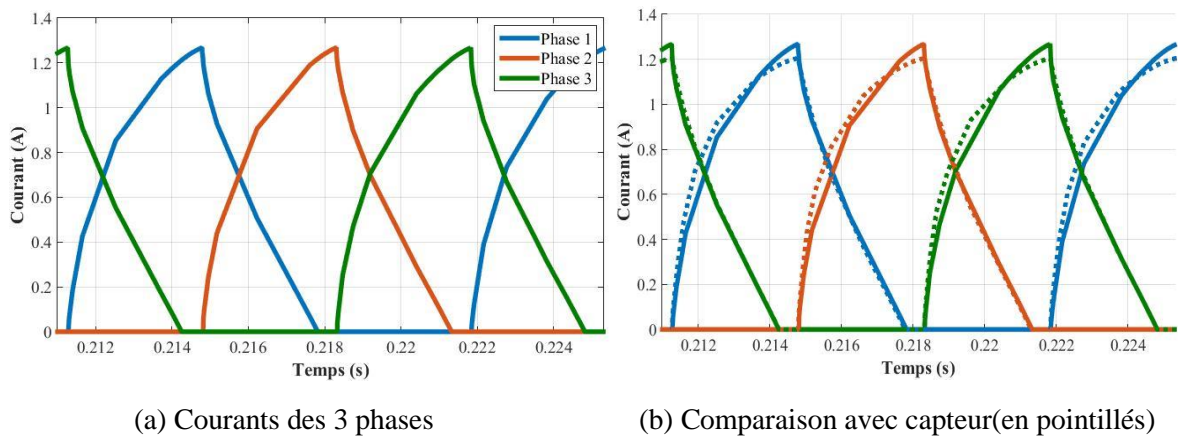 1.4
1.2
1
0.8
0.6
0.4
0.2
0
Courant (A)
0.212 0.214 0.216 0.218 0.22 0.222 0.224
Temps (s)
Phase 1
Phase 2
Phase 3
(a) Courants des 3 phases
1.4
1.2
1
0.8
0.6
0.4
0.2
0
Courant (A)
0.212 0.214 0.216 0.218 0.22 0.222 0.224
Temps (s)
(b) Comparaison avec capteur(en pointillés)